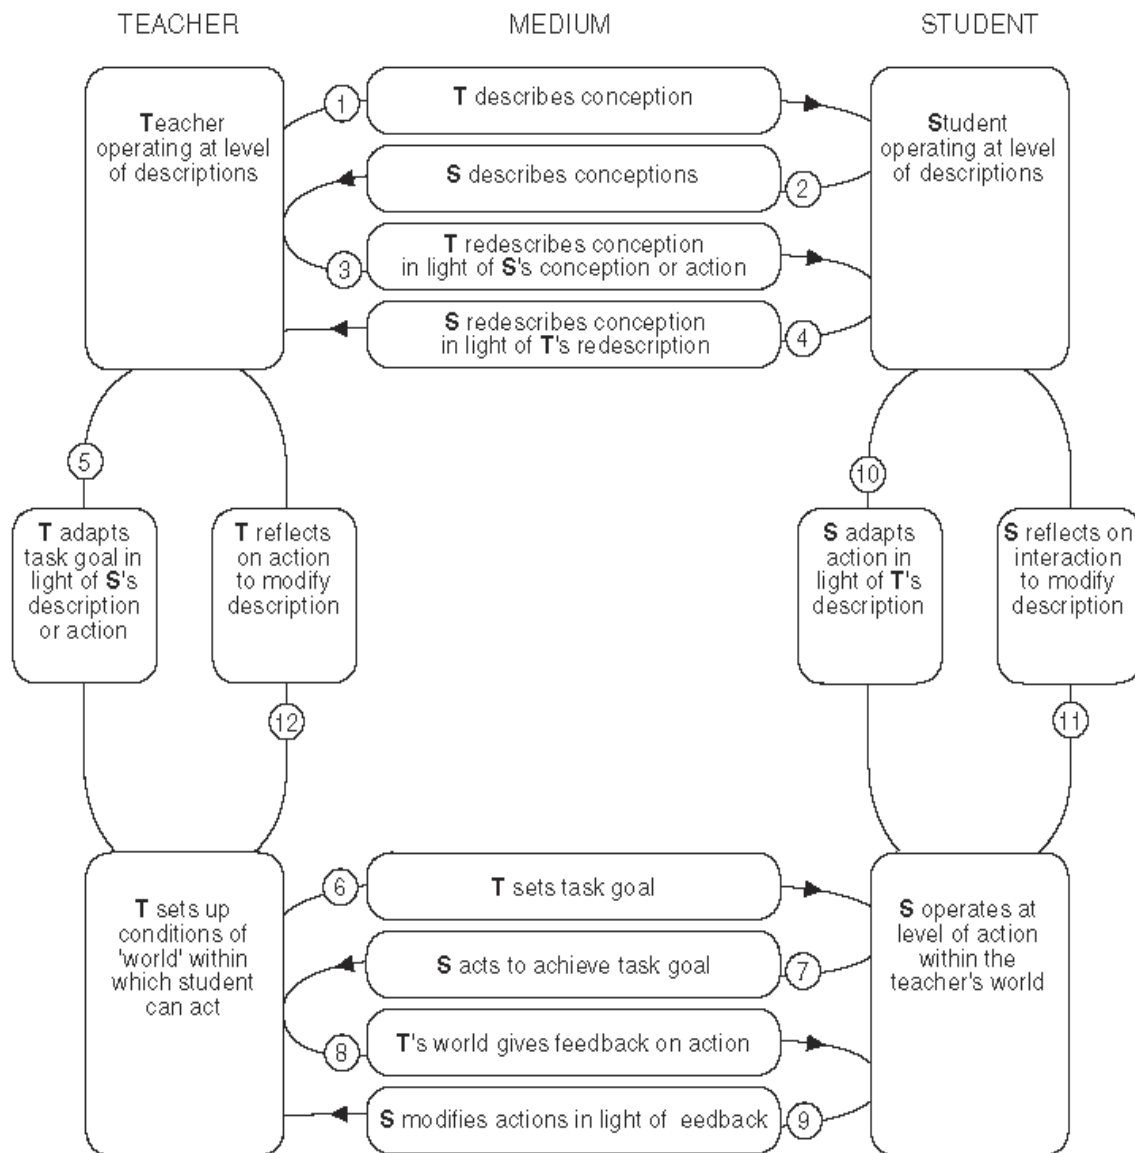 TEACHER
MEDIUM
STUDENT
Teacher
operating at level
of descriptions
1
T describes conception
Student
operating at level
of descriptions
S describes conceptions
2
3
T redescribes conception
in light of S's conception or action
S redescribes conception
in light of T's redescription
4
5
10
T adapts
task goal in
light of S's
description
or action
T reflects
on action
to modify
description
S adapts
action in
light of T's
description
S reflects on
interaction
to modify
description
12
11
T sets up
conditions of
'world' within
which student
can act
6
T sets task goal
S operates at
level of action
within the
teacher's world
S acts to achieve task goal
7
8
T's world gives feedback on action
S modifies actions in light of eedback
9